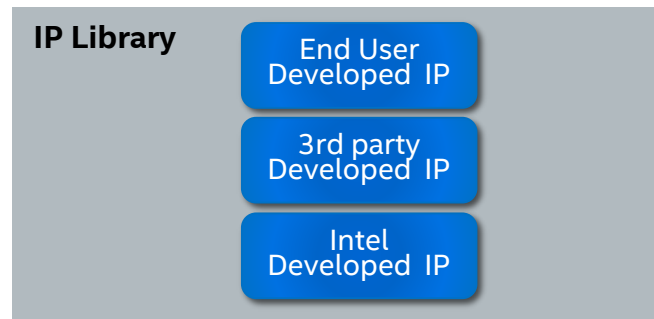 IP Library
End User
Developed IP
3rd party
Developed IP
Intel
Developed IP